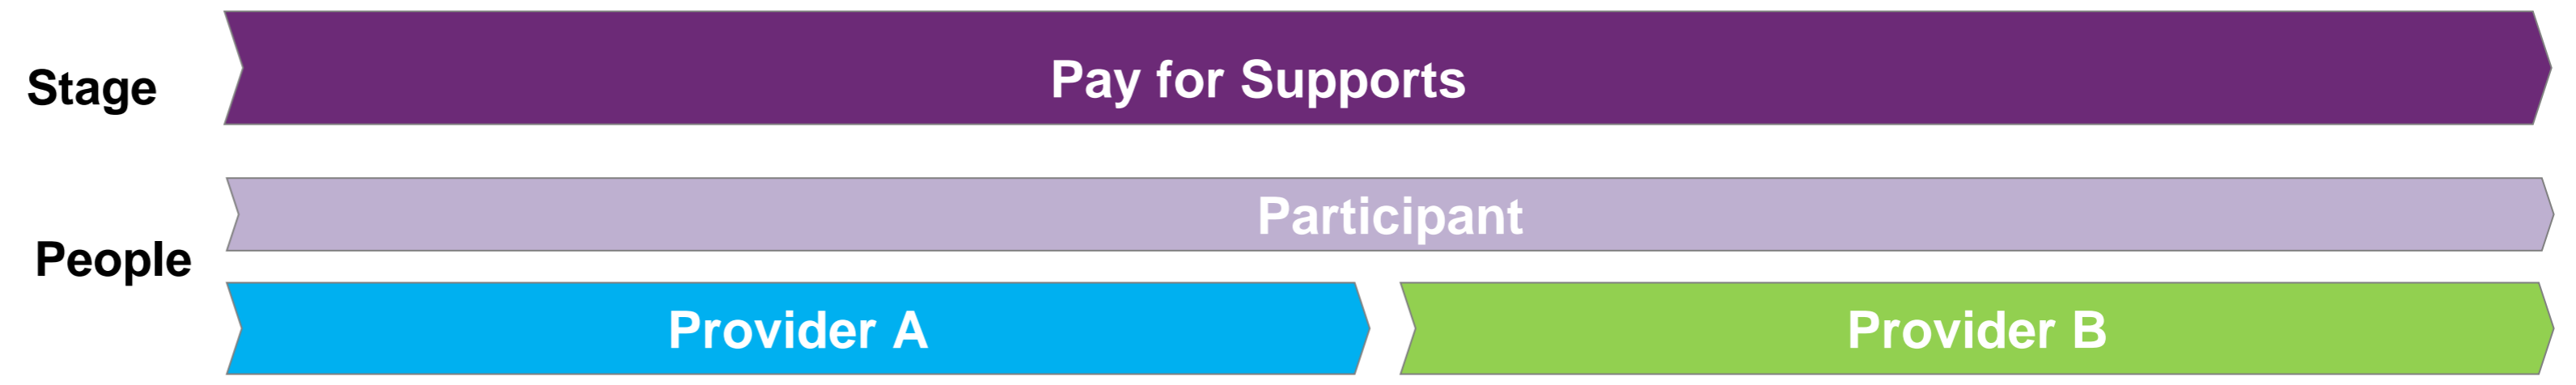 Stage
Pay for Supports
People
Participant
Provider A
Provider B